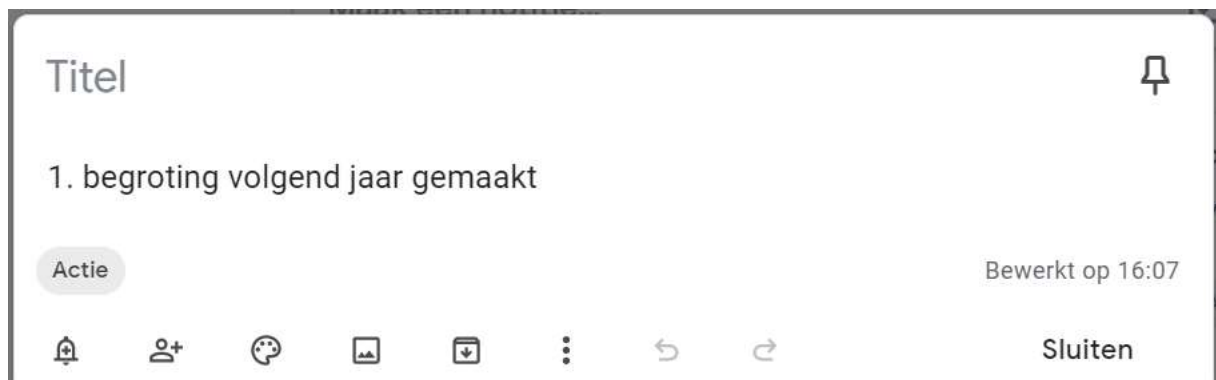 Titel
1. begroting volgend jaar gemaakt
Actie
Bewerkt op 16:07
Sluiten